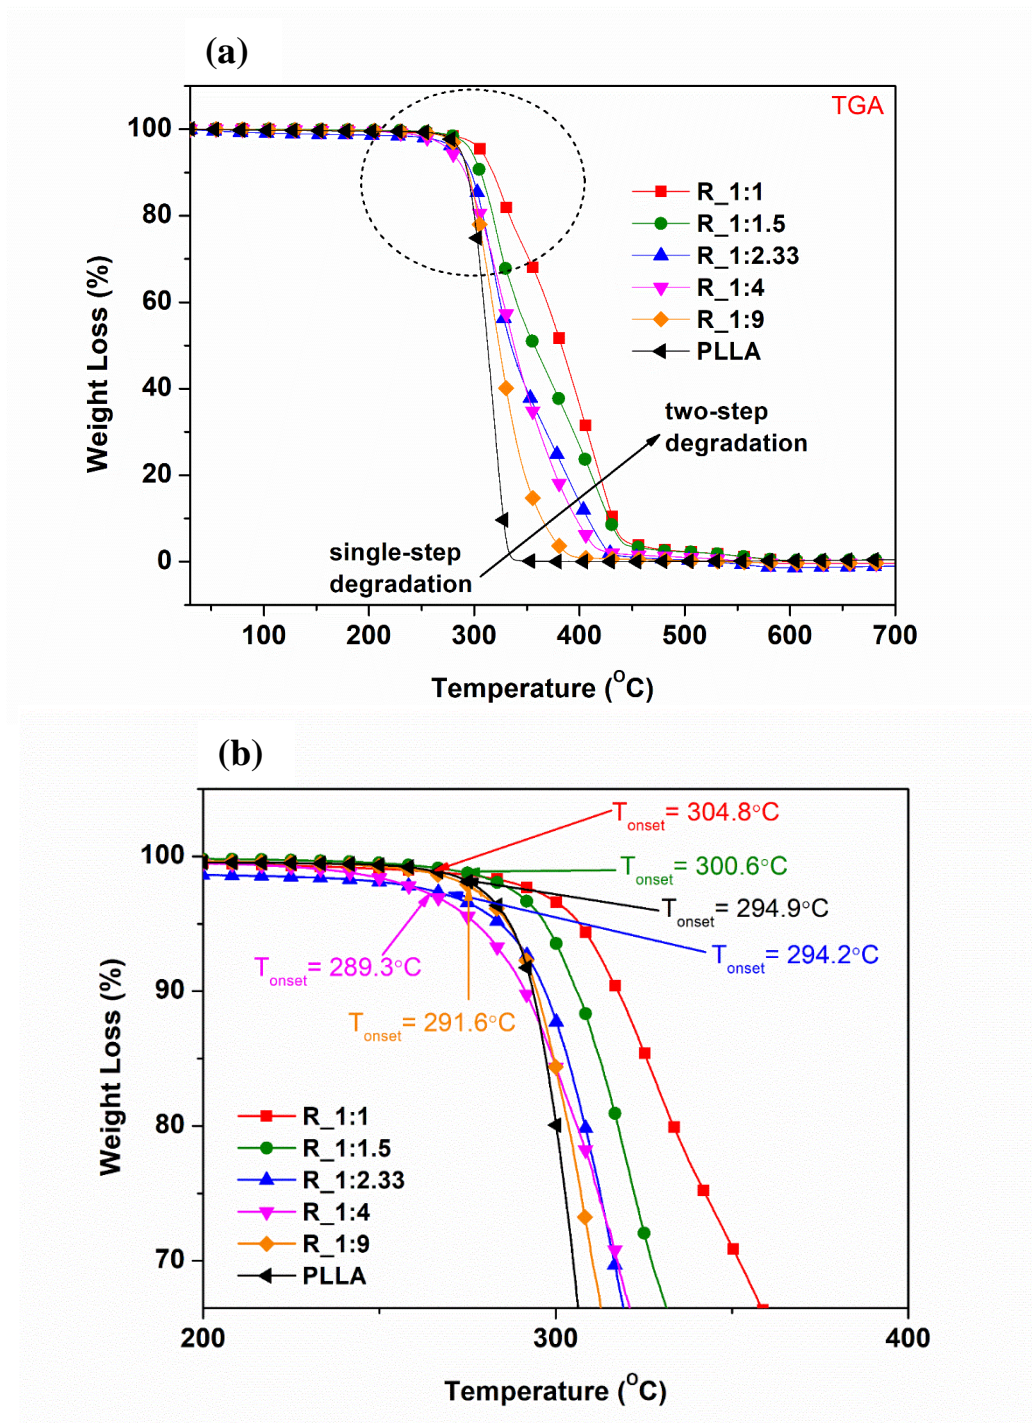 (a)
TGA
100
80
60
40
20
0
Weight Loss (%)
R_1:1
R_1:1.5
R_1:2.33
R_1:4
R_1:9
PLLA
two-step
degradation
single-step
degradation
100
200
300
400
500
600
700
Temperature (°C)
(b)
100
90
80
70
Weight Loss (%)
Tonset= 304.8°C
Tonset= 300.6°C
Tonset= 294.9°C
Tonset= 294.2°C
Tonset= 289.3°C
Tonset= 291.6°C
R_1:1
R_1:1.5
R_1:2.33
R_1:4
R_1:9
PLLA
200
300
400
Temperature (°C)